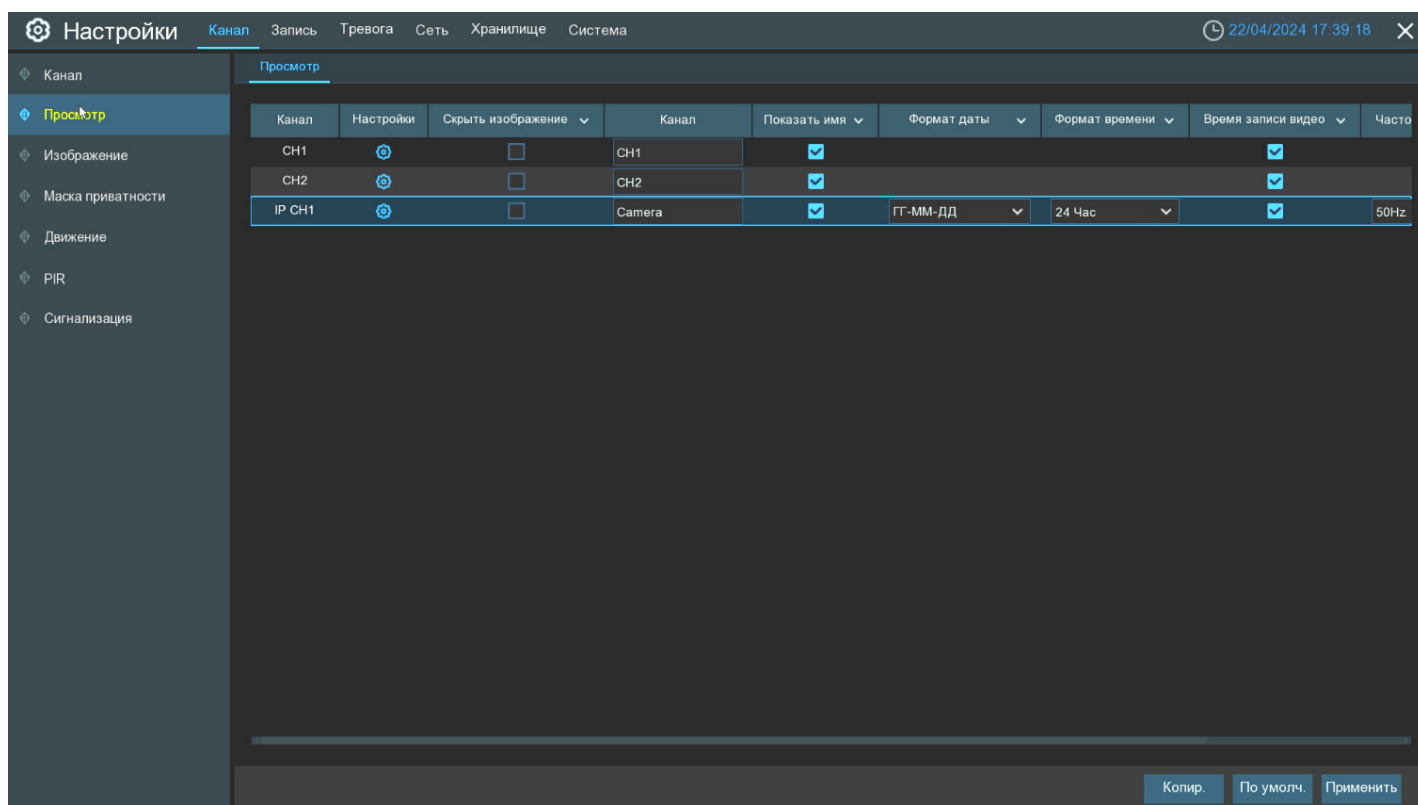 Настройки Канал Запись Тревога Сеть Хранилище Система 22/04/2024 17:39:18
Канал
Просмотр
Изображение
Маска приватности
Движение
PIR
Сигнализация
Просмотр
Канал Настройки Скрыть изображение Канал Показать имя Формат даты Формат времени Время записи видео Часто
CH1 CH1
CH2 CH2
IP CH1 Camera ГГ-ММ-ДД 24 Час 50Hz
Копир. По умолч. Применить